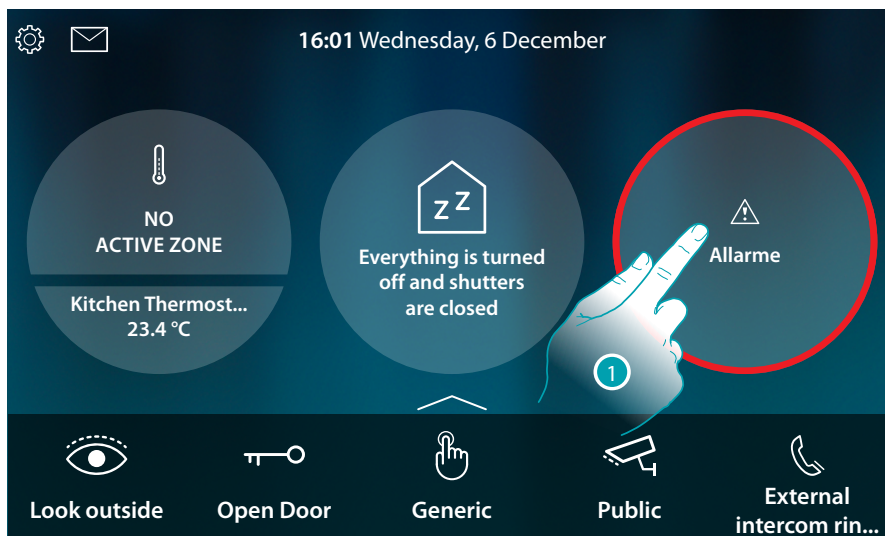 16:01 Wednesday, 6 December
NO
ACTIVE ZONE
Kitchen Thermost...
23.4 °C
z Z
Everything is turned
off and shutters
are closed
Allarme
1
Look outside
Open Door
Generic
Public
External
intercom rin...